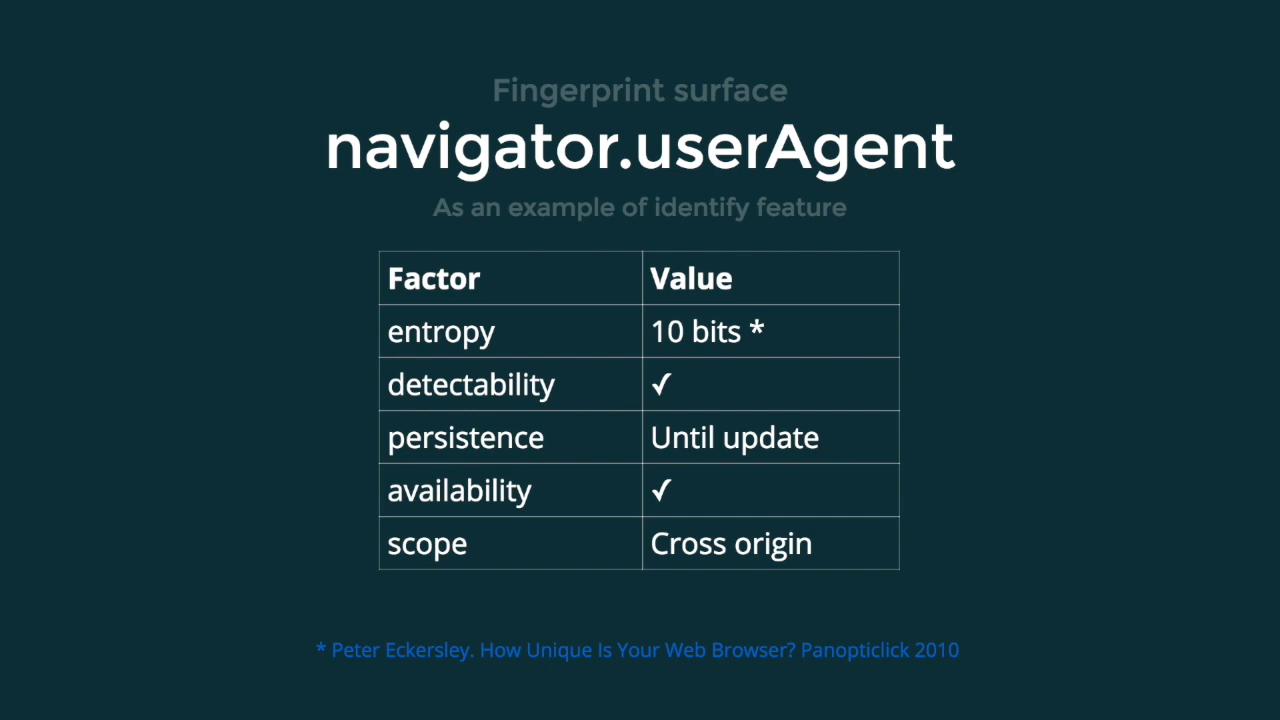 Fingerprint surface
navigator.userAgent
As an example of identify feature
Factor Value
entropy 10 bits *
detectability ✓
persistence Until update
availability ✓
scope Cross origin
* Peter Eckersley. How Unique Is Your Web Browser? Panopticlick 2010